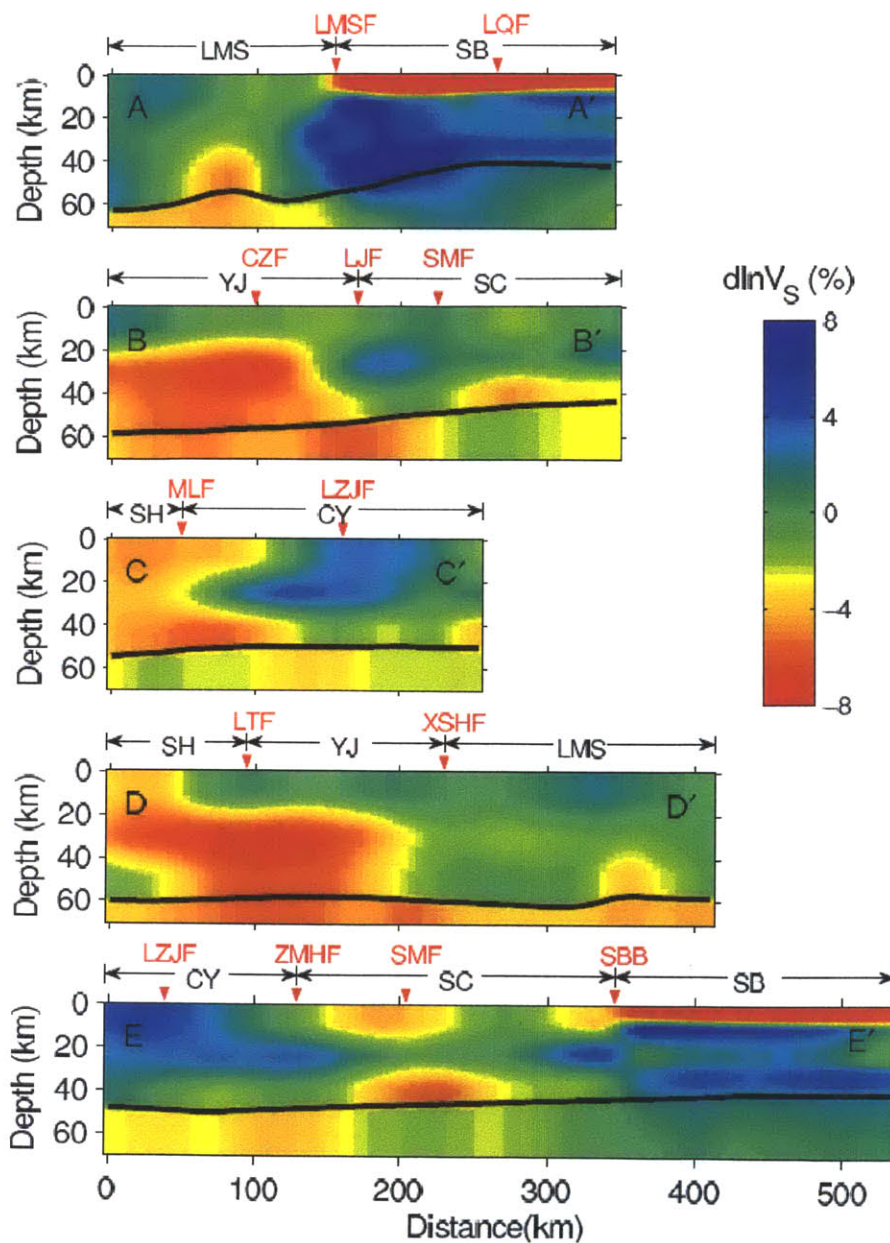 LMSF LQF
LMS SB
0
20
40
60
Depth (km)
A A′
CZF LJF SMF
YJ SC
0
20
40
60
Depth (km)
B B′
dlnV_S (%)
8
4
0
−4
−8
MLF LZJF
SH CY
0
20
40
60
Depth (km)
C C′
LTF XSHF
SH YJ LMS
0
20
40
60
Depth (km)
D D′
LZJF ZMHF SMF SBB
CY SC SB
0
20
40
60
Depth (km)
E E′
0 100 200 300 400 500
Distance(km)